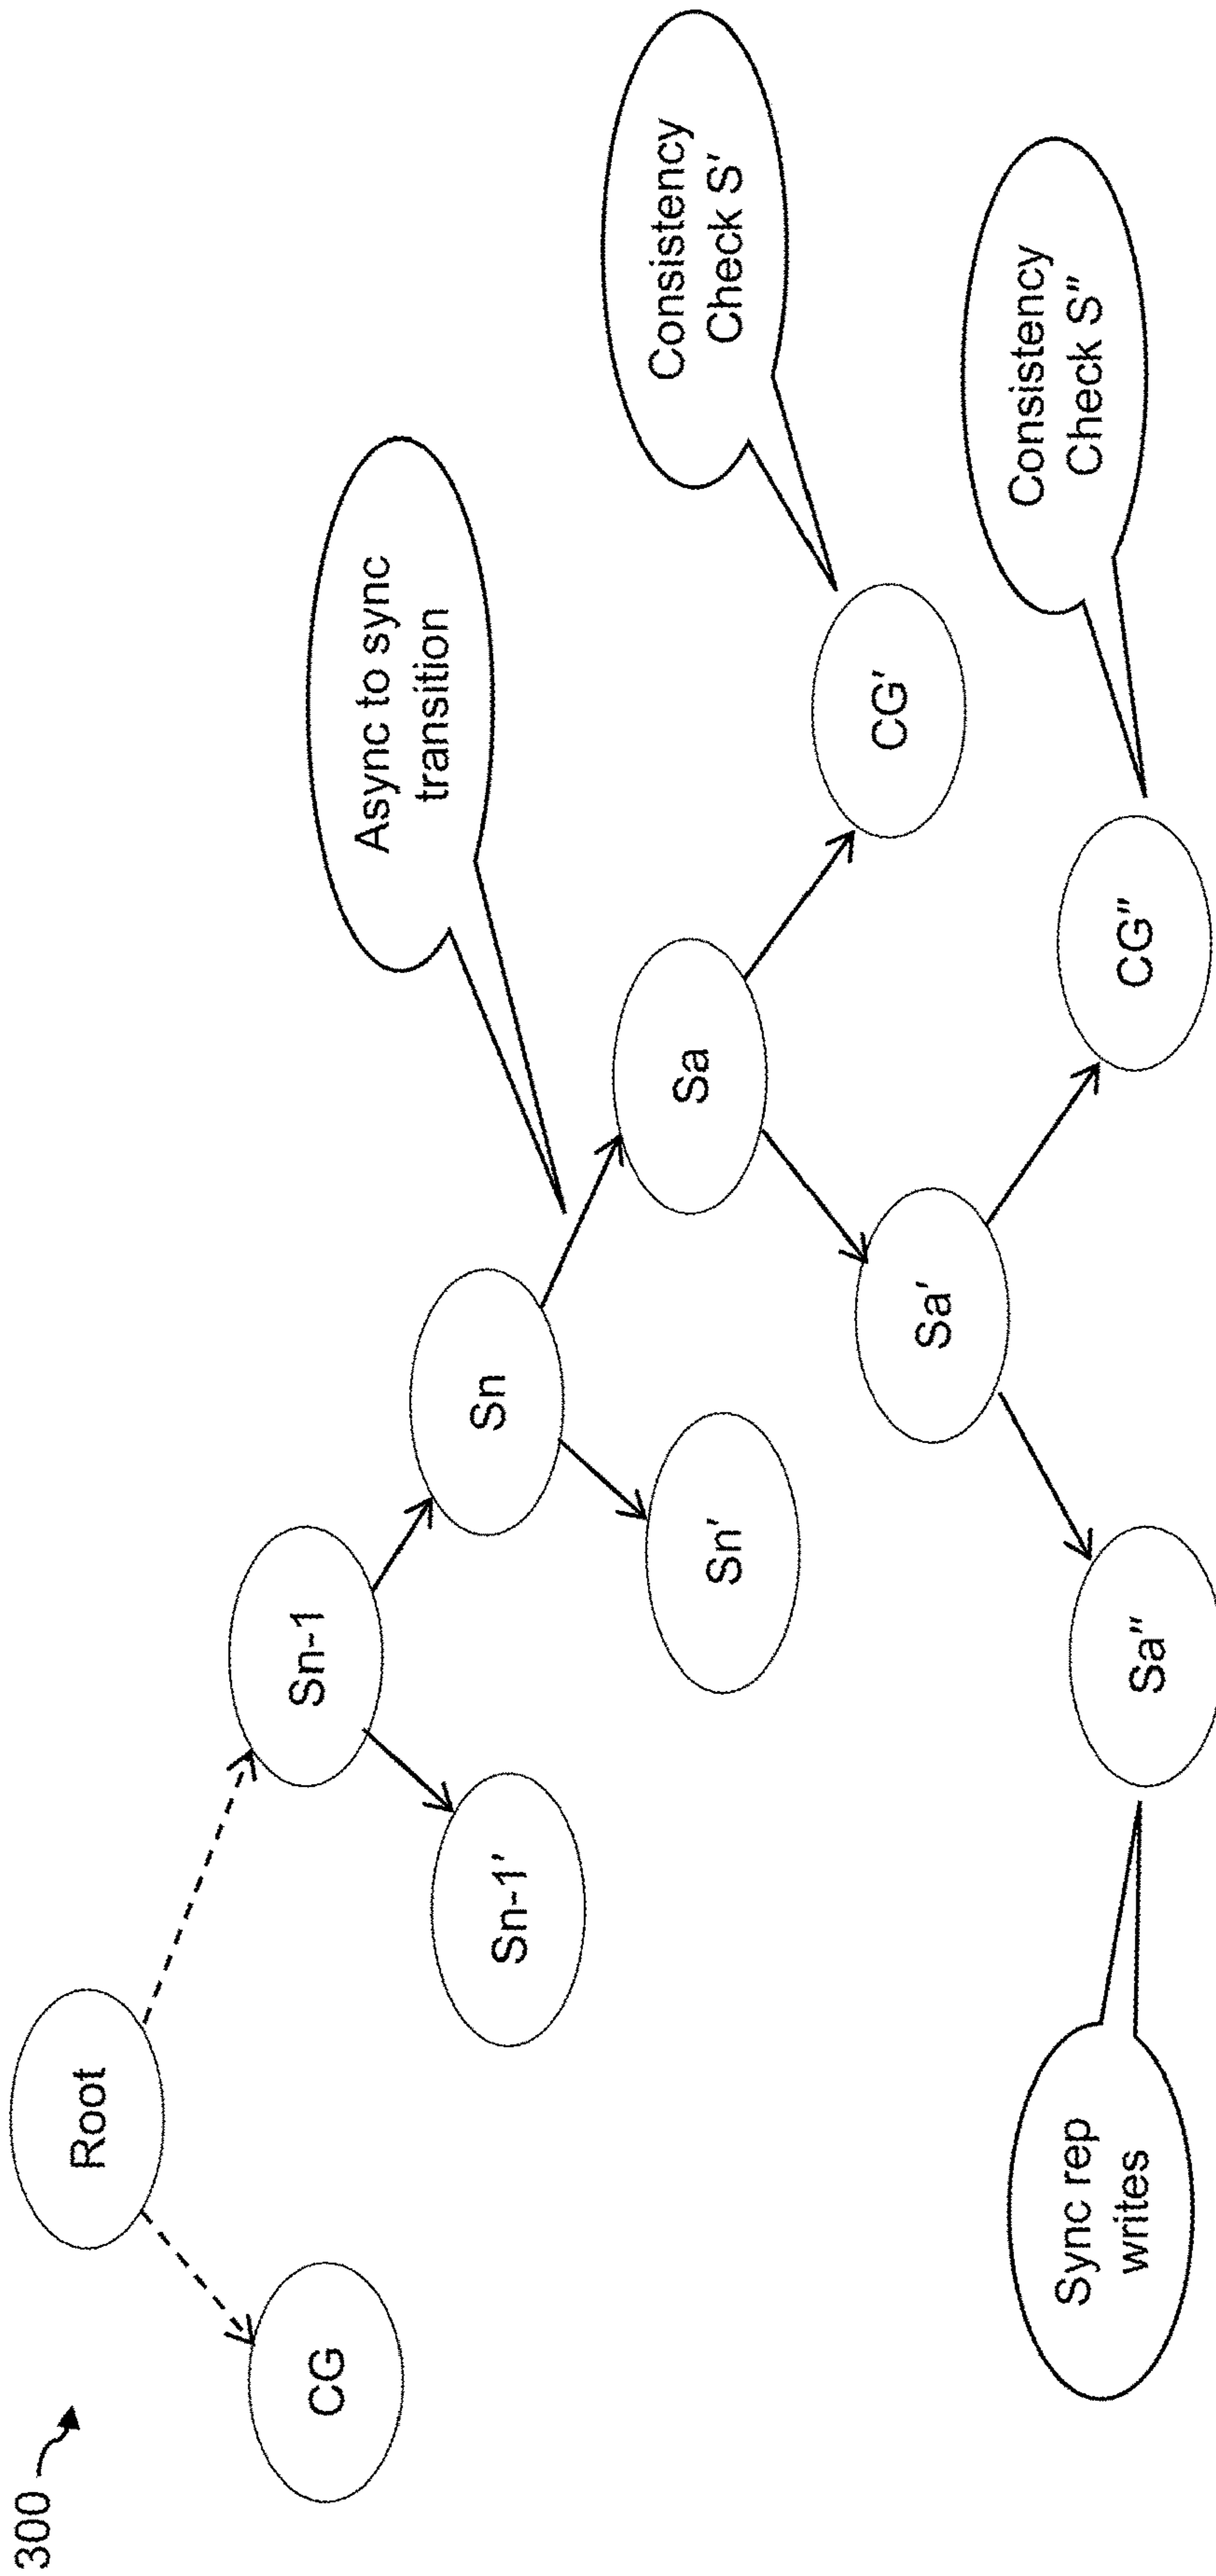 300
Root
CG
Sn-1
Sn-1′
Sn
Sn′
Async to sync
transition
Sa
CG′
Consistency
Check S′
Sa′
CG″
Consistency
Check S″
Sa″
Sync rep
writes